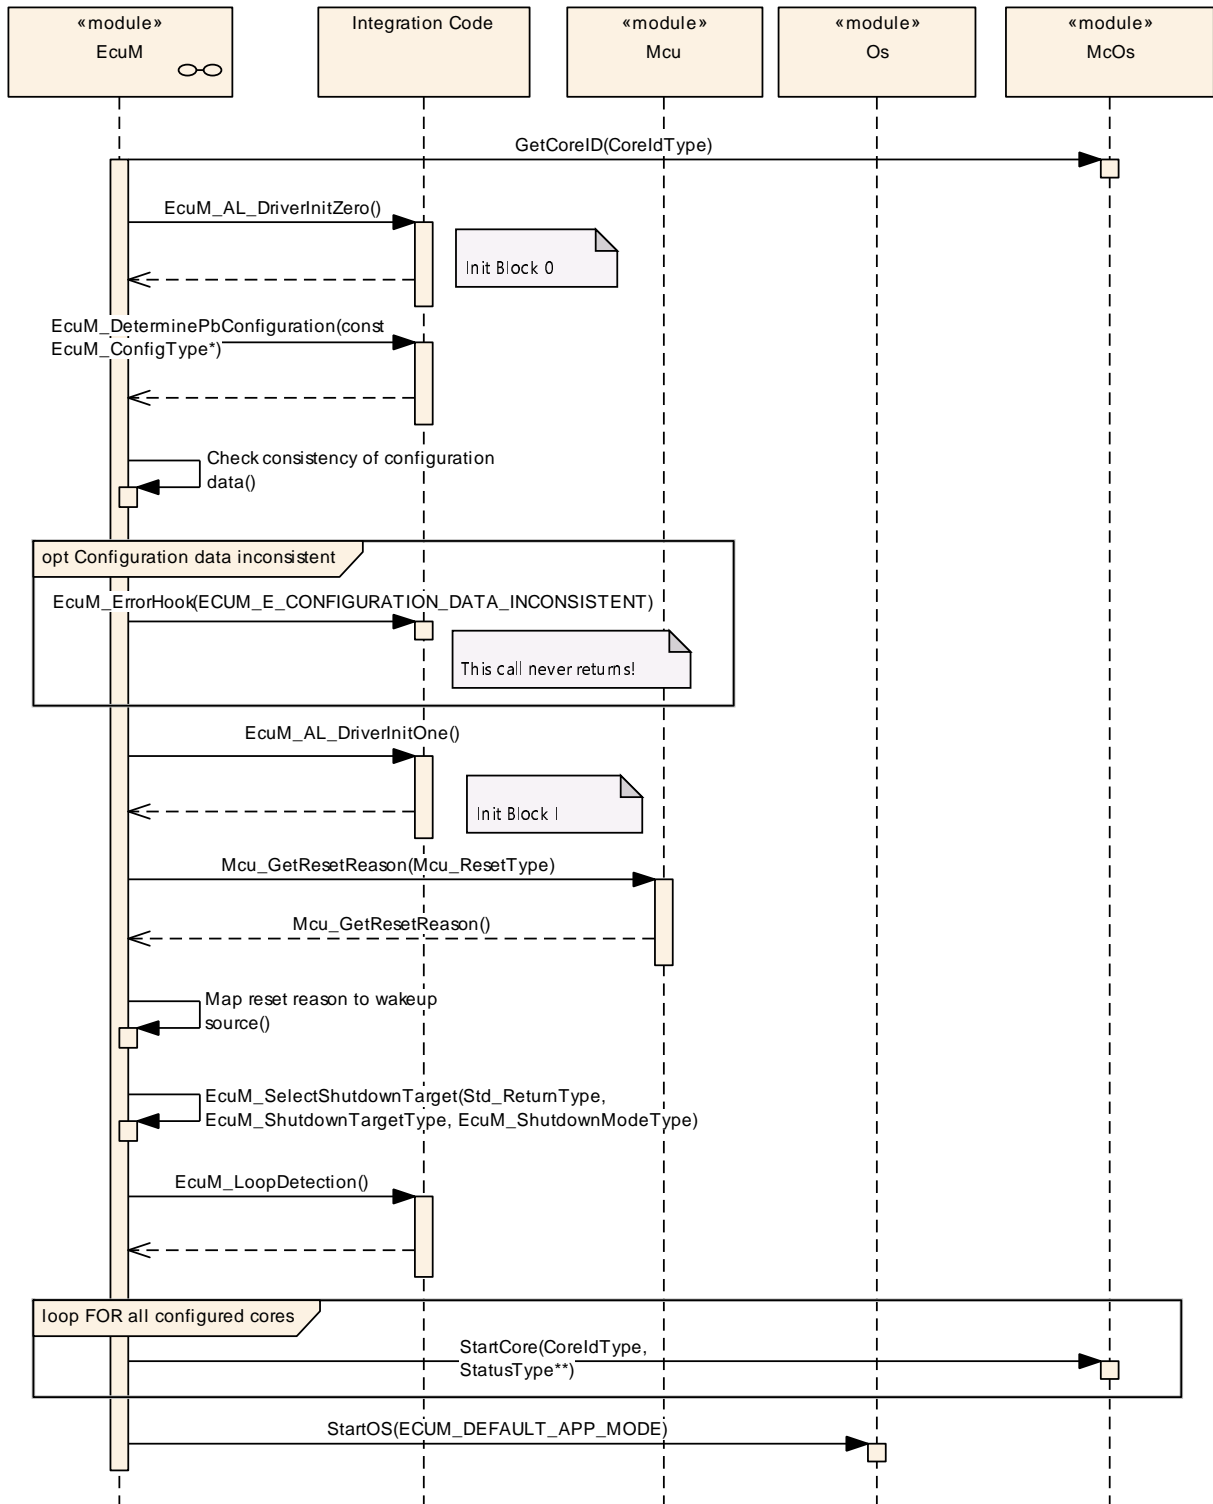 «module»
EcuM
Integration Code
«module»
Mcu
«module»
Os
«module»
McOs
GetCoreID(CoreIdType)
EcuM_AL_DriverInitZero()
Init Block 0
EcuM_DeterminePbConfiguration(const
EcuM_ConfigType*)
Check consistency of configuration
data()
opt Configuration data inconsistent
EcuM_ErrorHook(ECUM_E_CONFIGURATION_DATA_INCONSISTENT)
This call never returns!
EcuM_AL_DriverInitOne()
Init Block I
Mcu_GetResetReason(Mcu_ResetType)
Mcu_GetResetReason()
Map reset reason to wakeup
source()
EcuM_SelectShutdownTarget(Std_ReturnType,
EcuM_ShutdownTargetType, EcuM_ShutdownModeType)
EcuM_LoopDetection()
loop FOR all configured cores
StartCore(CoreIdType,
StatusType**)
StartOS(ECUM_DEFAULT_APP_MODE)